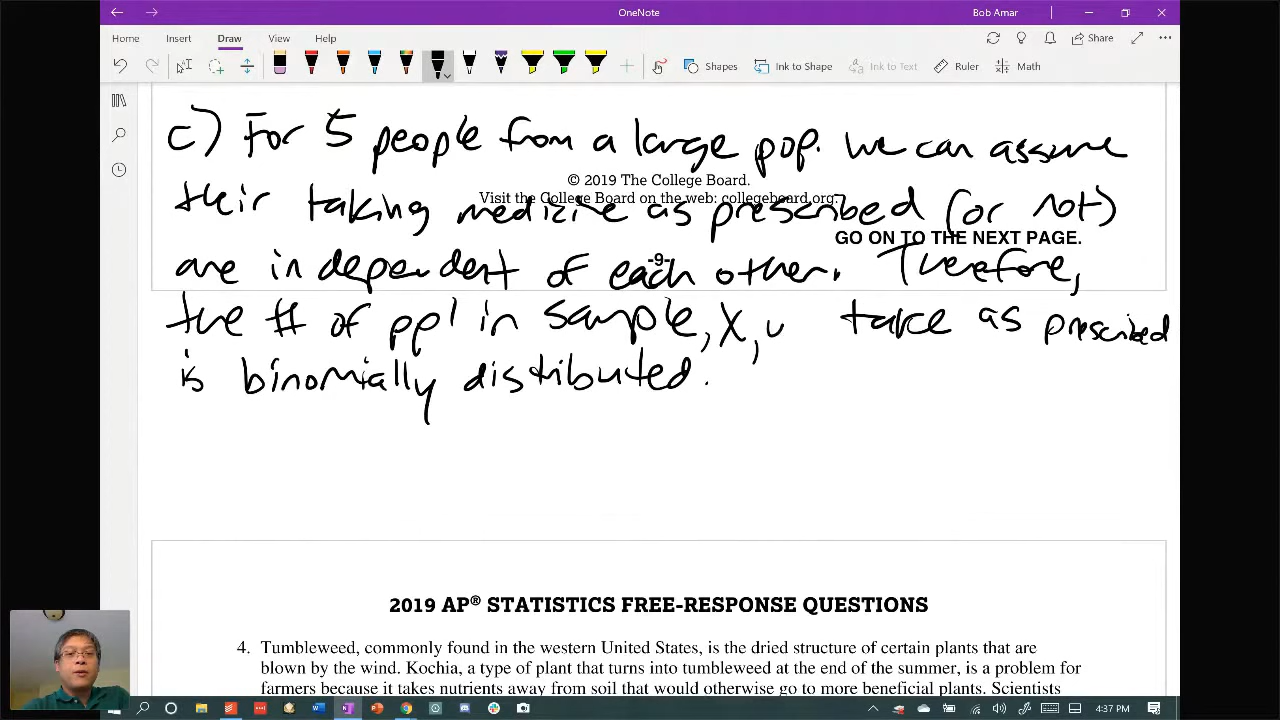 OneNote
Bob Amar
Home Insert Draw View Help
Share
Shapes Ink to Shape Ink to Text Ruler Math
c) For 5 people from a large pop. we can assume
© 2019 The College Board.
Visit the College Board on the web: collegeboard.org.
their taking medicine as prescribed (or not)
GO ON TO THE NEXT PAGE.
-9-
are independent of each other. Therefore,
the # of ppl in sample, X, take as prescribed
is binomially distributed.
2019 AP® STATISTICS FREE-RESPONSE QUESTIONS
4. Tumbleweed, commonly found in the western United States, is the dried structure of certain plants that are
blown by the wind. Kochia, a type of plant that turns into tumbleweed at the end of the summer, is a problem for
farmers because it takes nutrients away from soil that would otherwise go to more beneficial plants. Scientists
4:37 PM